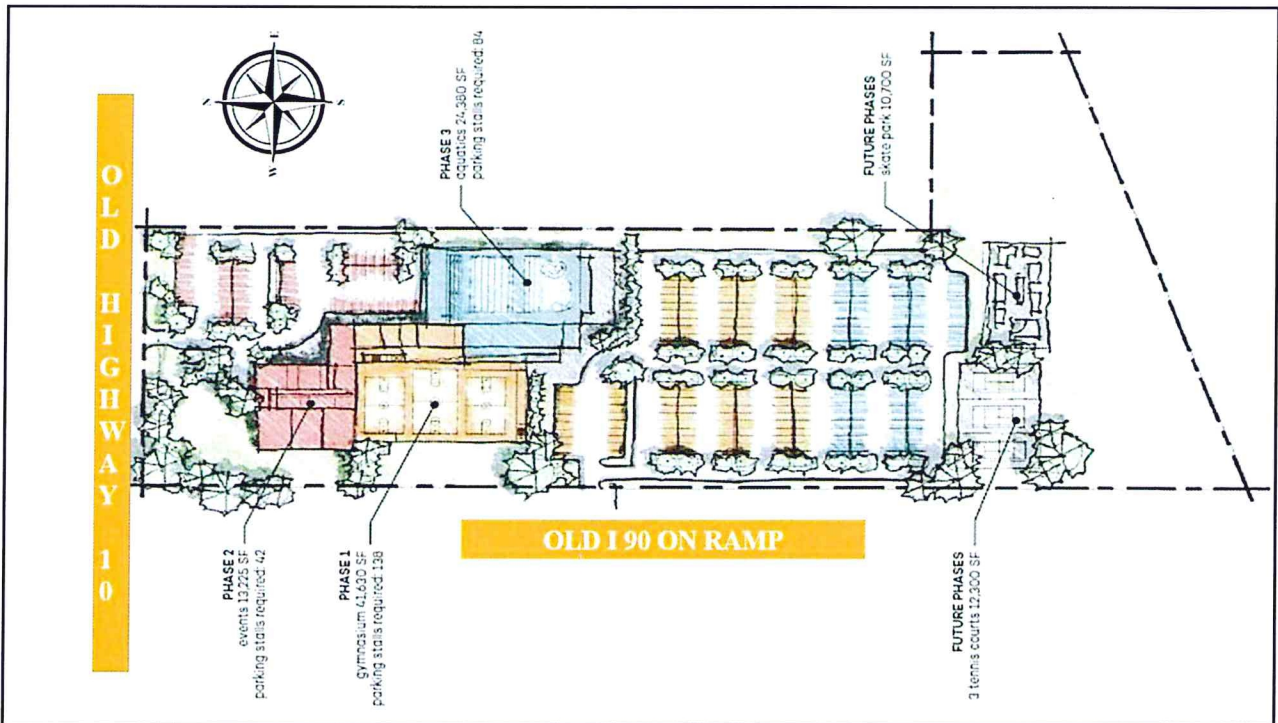 OLD HIGHWAY 10
E
N
S
W
PHASE 3
aquatics 24,380 SF
parking stalls required: 84
FUTURE PHASES
skate park 10,700 SF
PHASE 2
events 13,225 SF
parking stalls required: 42
PHASE 1
gymnasium 41,630 SF
parking stalls required: 138
OLD I 90 ON RAMP
FUTURE PHASES
3 tennis courts 12,300 SF